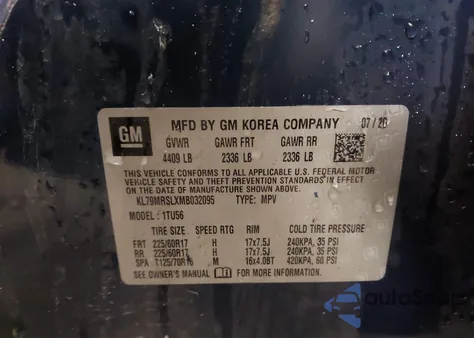 GM
MFD BY GM KOREA COMPANY 07/20
GVWR GAWR FRT GAWR RR
4409 LB 2336 LB 2336 LB
THIS VEHICLE CONFORMS TO ALL APPLICABLE U.S. FEDERAL MOTOR
VEHICLE SAFETY, BUMPER, AND THEFT PREVENTION STANDARDS IN
EFFECT ON THE DATE OF MANUFACTURE SHOWN ABOVE.
KL79MRSLXMB032095 TYPE: MPV
MODEL: 1TU56
TIRE SIZE SPEED RTG RIM COLD TIRE PRESSURE
FRT 225/60R17 H 17x7.5J 240KPA, 35 PSI
RR 225/60R17 H 17x7.5J 240KPA, 35 PSI
SPA T125/70R16 M 16x4.0BT 420KPA, 60 PSI
SEE OWNER'S MANUAL FOR MORE INFORMATION.